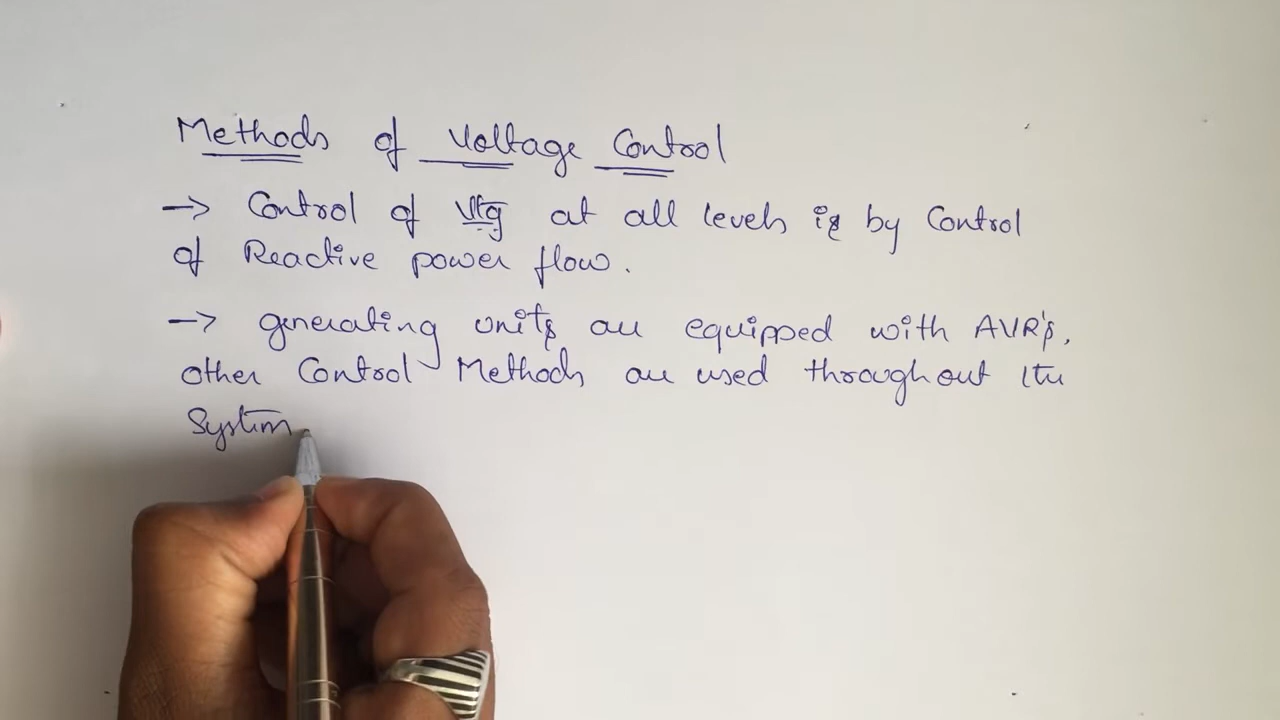 Methods of Voltage Control
→ Control of Vtg at all levels is by Control
of Reactive power flow.
→ generating units are equipped with AVR's,
other Control Methods are used throughout the
System